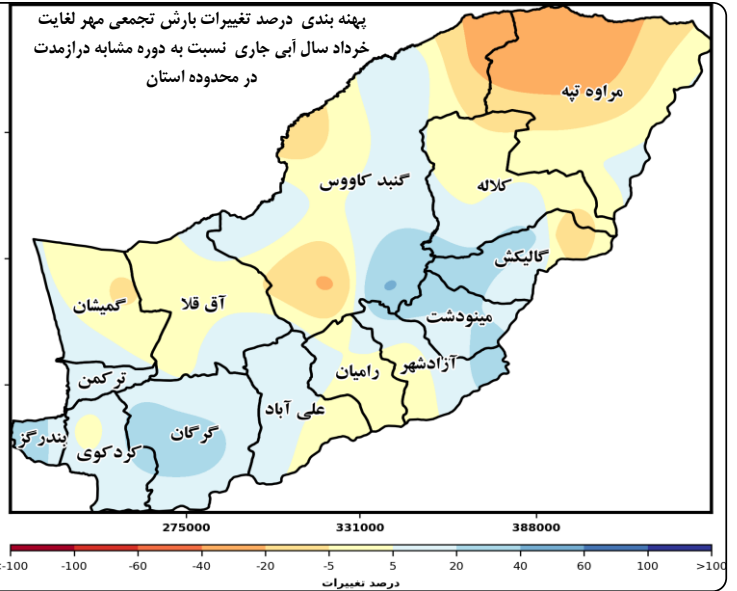 پهنه بندی درصد تغییرات بارش تجمعی مهر لغایت
خرداد سال آبی جاری نسبت به دوره مشابه درازمدت
در محدوده استان
مراوه تپه
کلاله
گنبد کاووس
گالیکش
مینودشت
آق قلا
گمیشان
آزادشهر
رامیان
ترکمن
علی آباد
گرگان
کردکوی
بندرگز
275000 331000 388000
<-100 -100 -60 -40 -20 -5 5 20 40 60 100 >100
درصد تغییرات